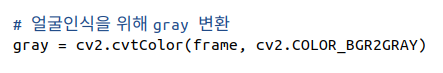 # 얼굴인식을 위해 gray 변환
gray = cv2.cvtColor(frame, cv2.COLOR_BGR2GRAY)